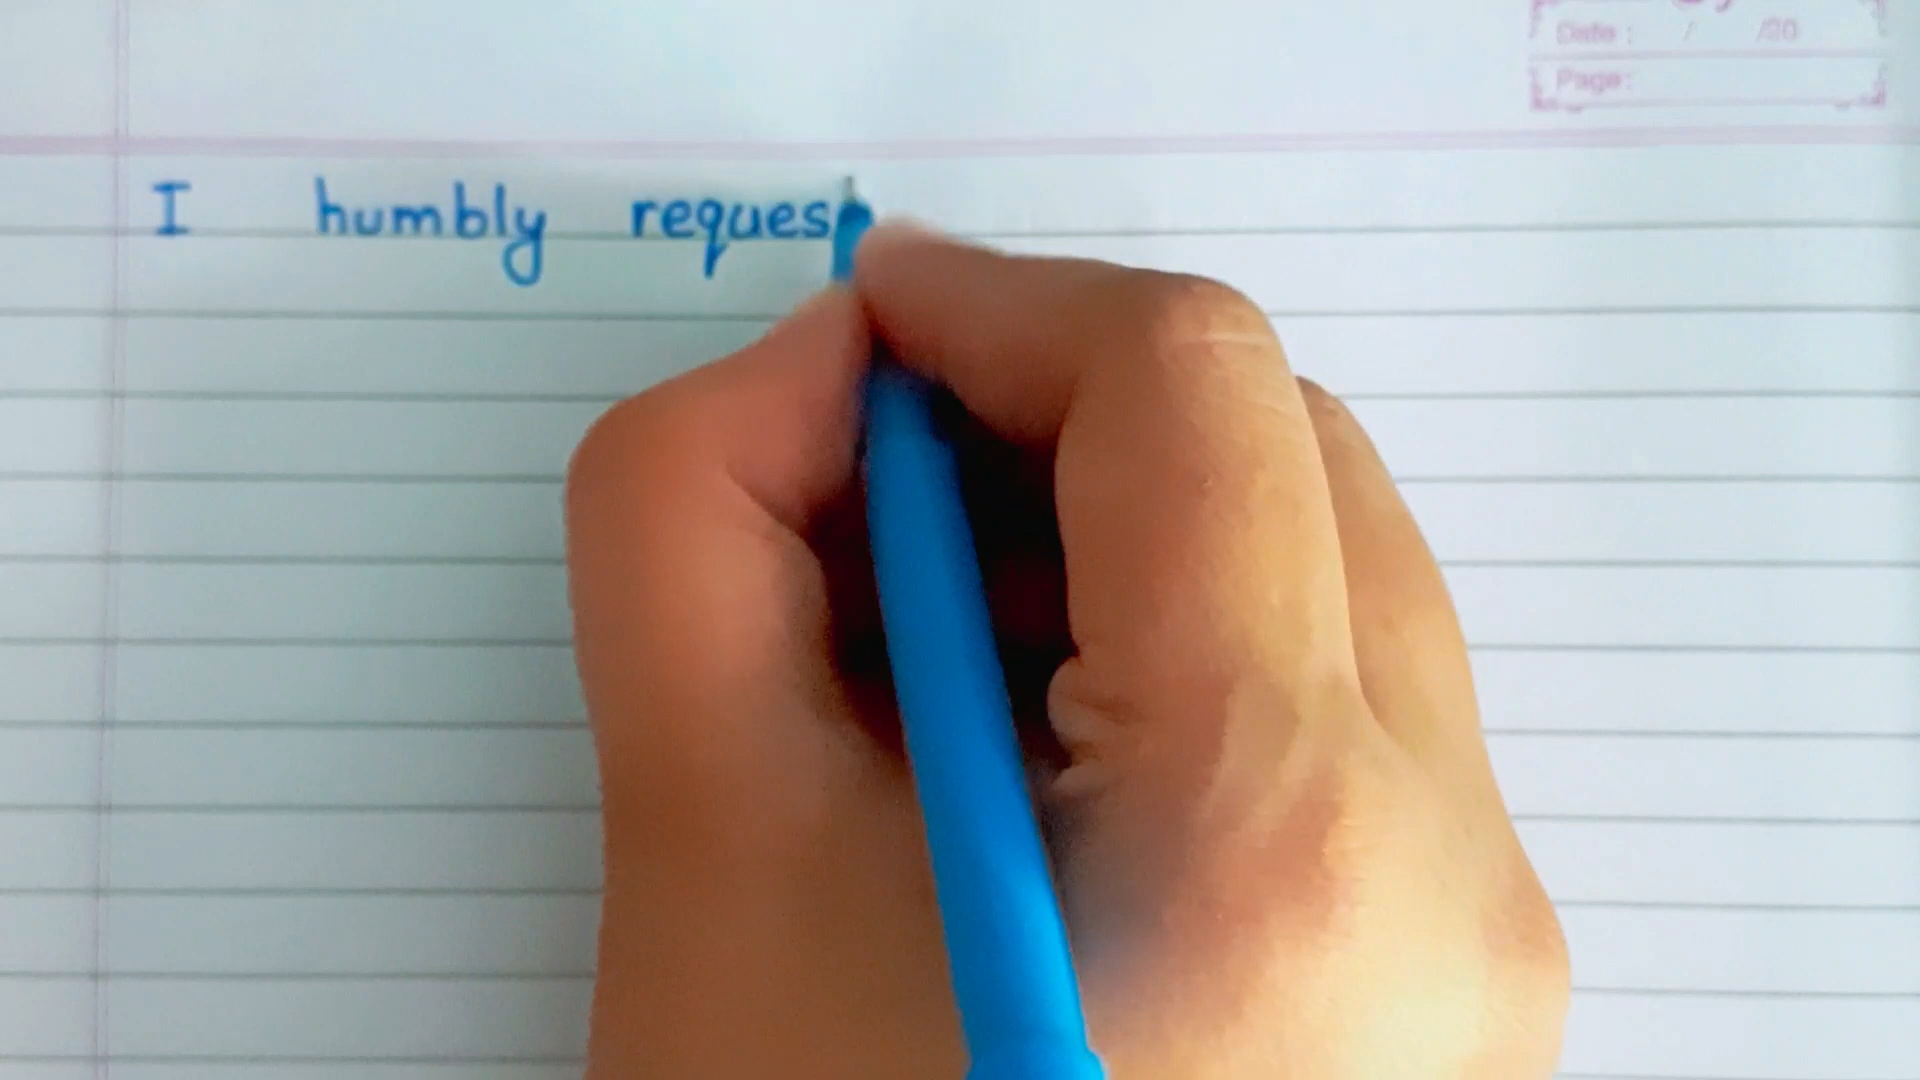 Date : / /20
Page:
I humbly reques